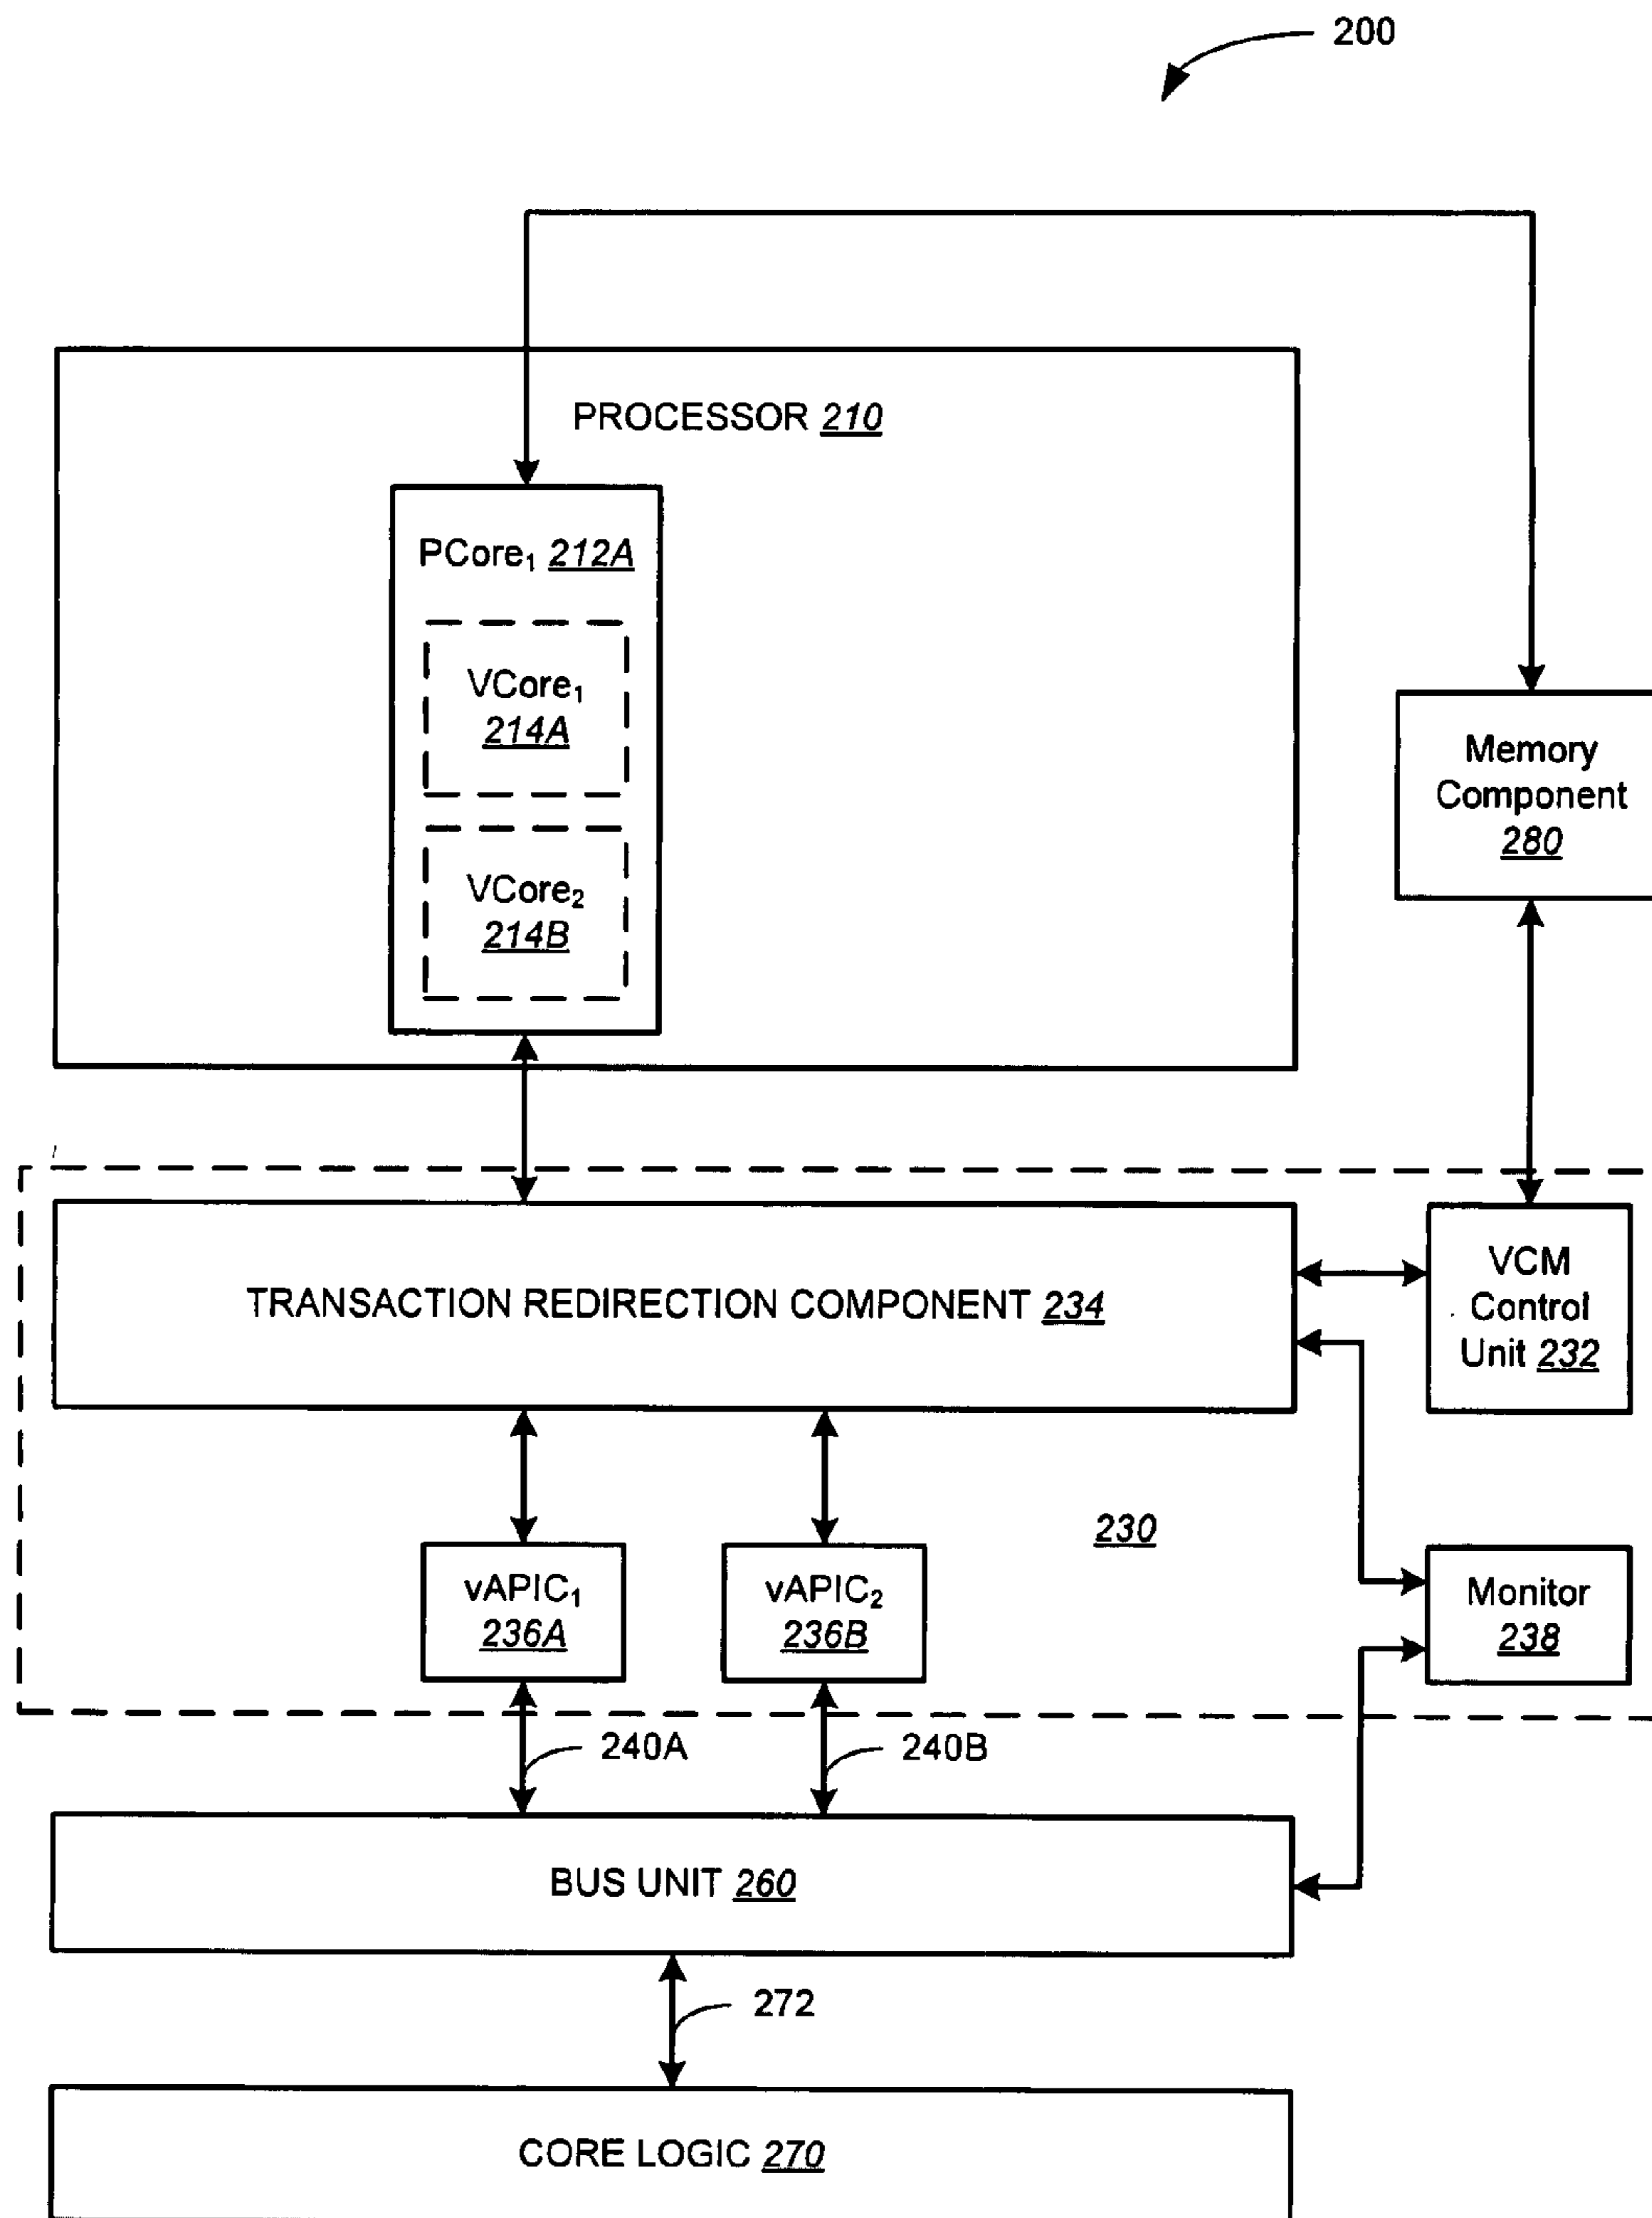 200
PROCESSOR 210
PCore₁ 212A
VCore₁
214A
VCore₂
214B
Memory
Component
280
TRANSACTION REDIRECTION COMPONENT 234
VCM
Control
Unit 232
230
vAPIC₁
236A
vAPIC₂
236B
Monitor
238
240A
240B
BUS UNIT 260
272
CORE LOGIC 270